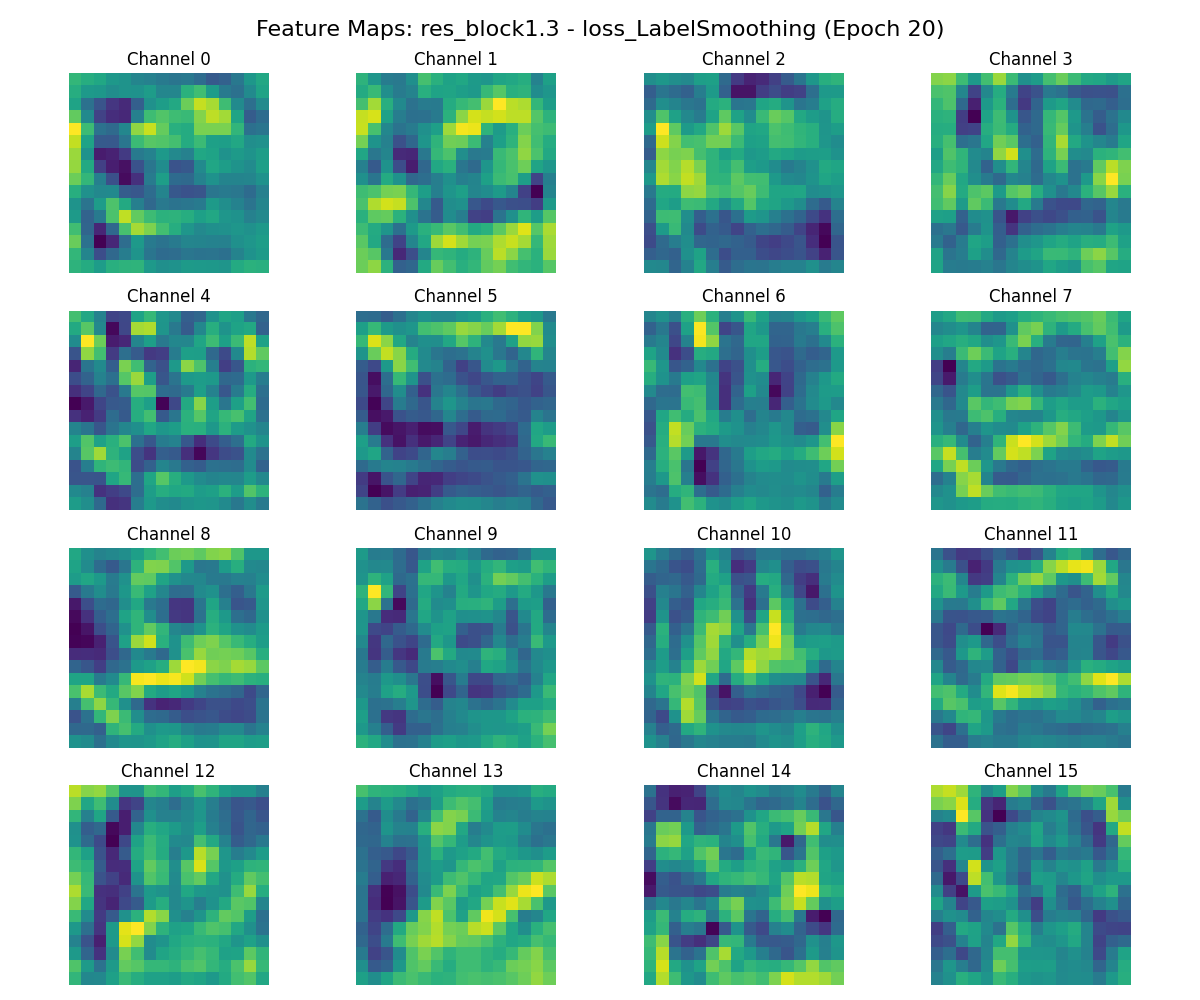 Feature Maps: res_block1.3 - loss_LabelSmoothing (Epoch 20)
Channel 0 Channel 1 Channel 2 Channel 3
Channel 4 Channel 5 Channel 6 Channel 7
Channel 8 Channel 9 Channel 10 Channel 11
Channel 12 Channel 13 Channel 14 Channel 15